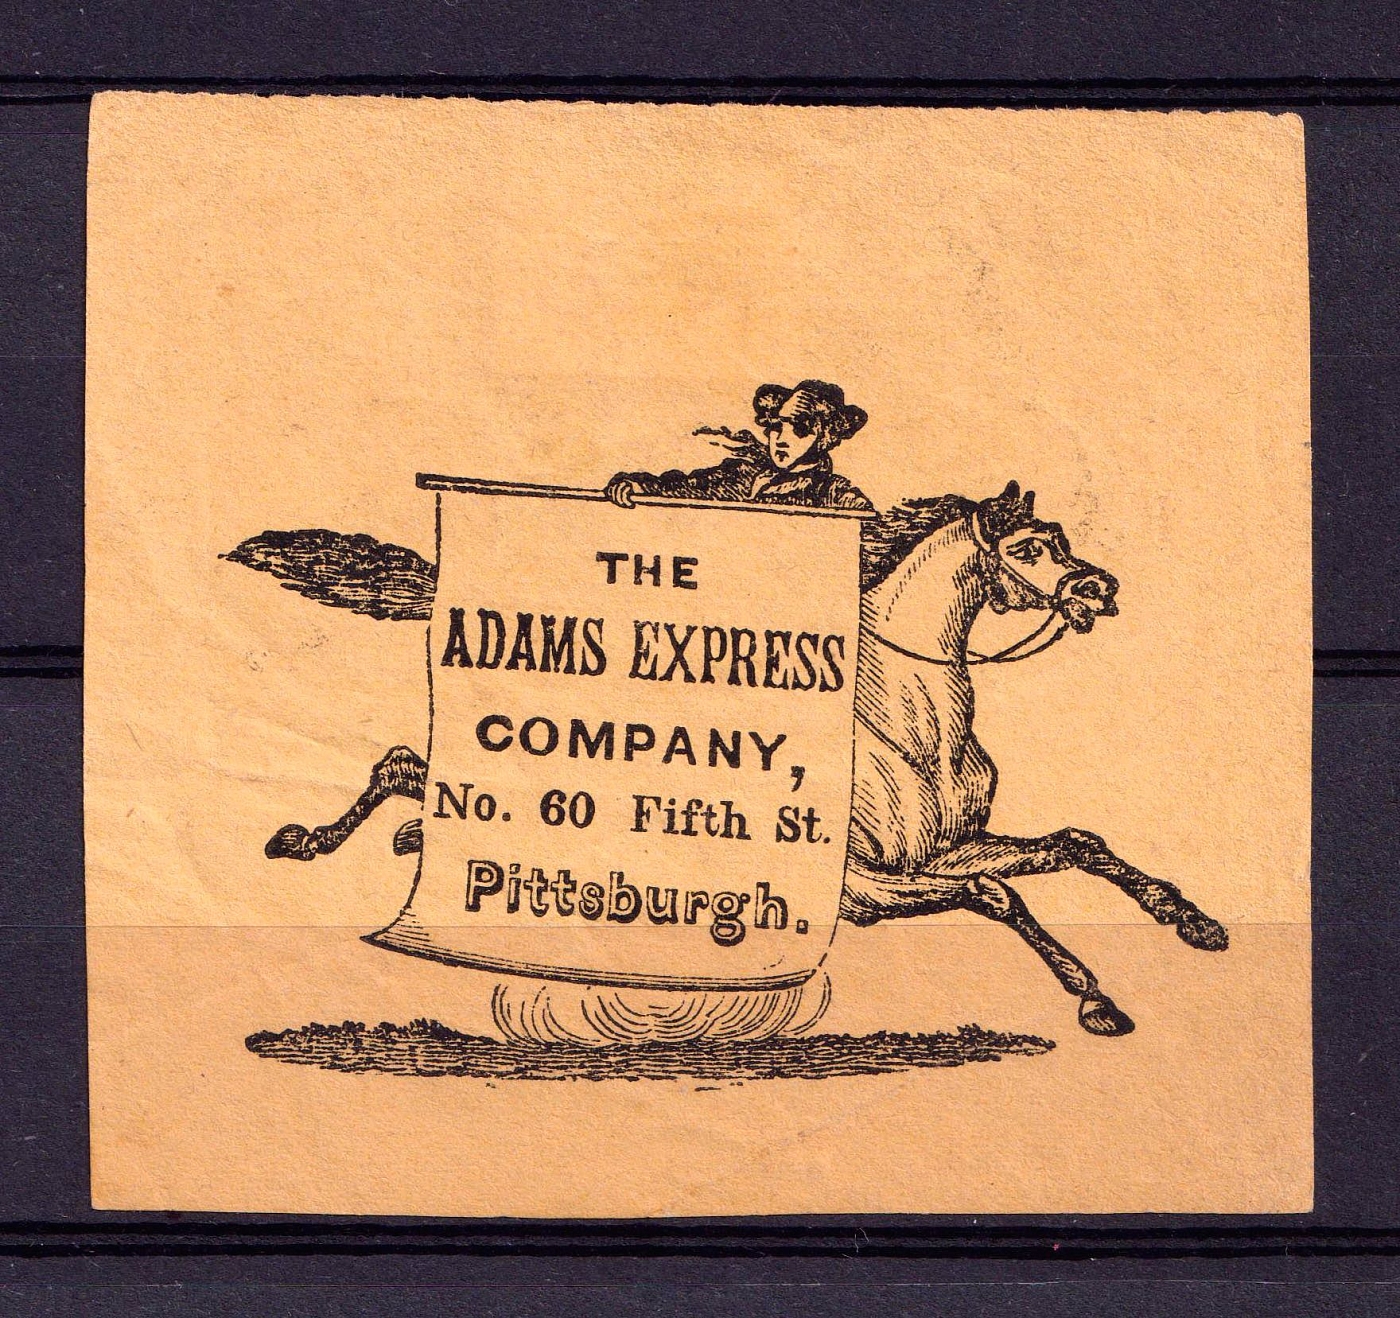 THE
ADAMS EXPRESS
COMPANY,
No. 60 Fifth St.
Pittsburgh.